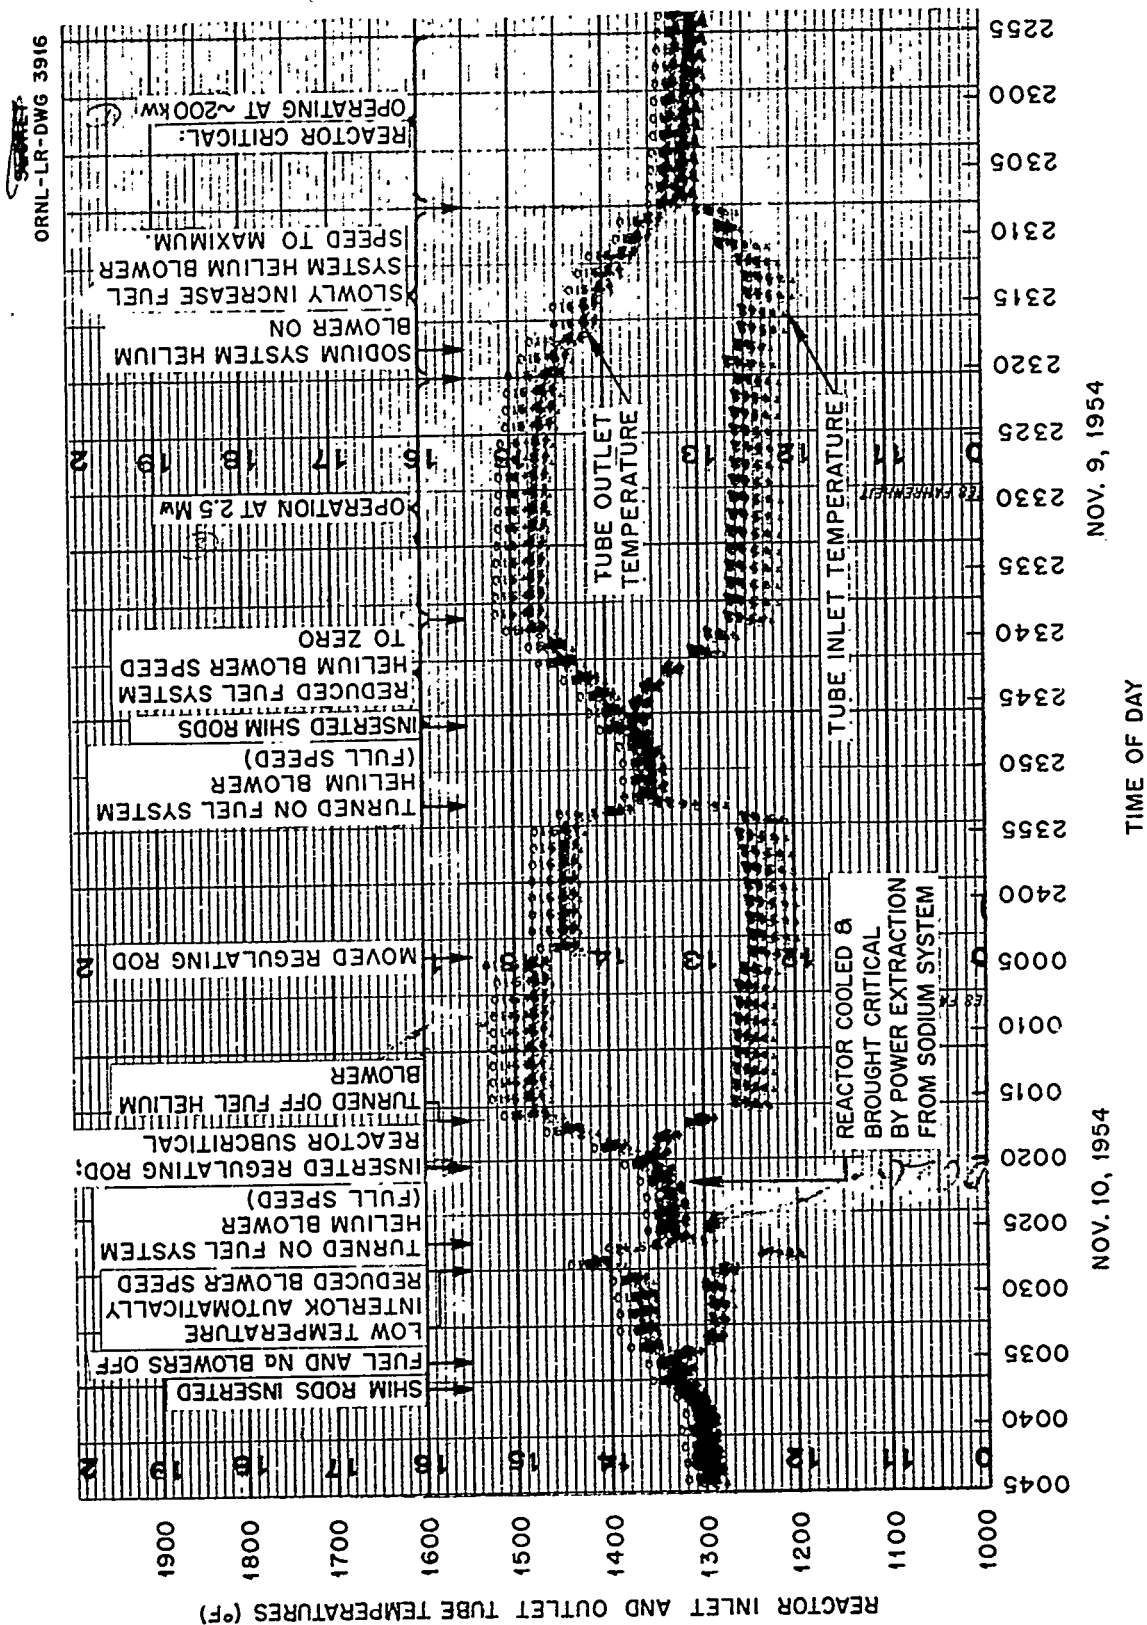 SECRET
ORNL-LR-DWG 3916
REACTOR CRITICAL:
OPERATING AT ~200 kw
SLOWLY INCREASE FUEL
SYSTEM HELIUM BLOWER
SPEED TO MAXIMUM.
SODIUM SYSTEM HELIUM
BLOWER ON
OPERATION AT 2.5 Mw
REDUCED FUEL SYSTEM
HELIUM BLOWER SPEED
TO ZERO
INSERTED SHIM RODS
TURNED ON FUEL SYSTEM
HELIUM BLOWER
(FULL SPEED)
MOVED REGULATING ROD
TURNED OFF FUEL HELIUM
BLOWER
INSERTED REGULATING ROD;
REACTOR SUBCRITICAL
TURNED ON FUEL SYSTEM
HELIUM BLOWER
(FULL SPEED)
LOW TEMPERATURE
INTERLOK AUTOMATICALLY
REDUCED BLOWER SPEED
FUEL AND Na BLOWERS OFF
SHIM RODS INSERTED
TUBE OUTLET
TEMPERATURE
TUBE INLET TEMPERATURE
REACTOR COOLED &
BROUGHT CRITICAL
BY POWER EXTRACTION
FROM SODIUM SYSTEM
REACTOR INLET AND OUTLET TUBE TEMPERATURES (°F)
1900
1800
1700
1600
1500
1400
1300
1200
1100
1000
0045
0040
0035
0030
0025
0020
0015
0010
0005
2400
2355
2350
2345
2340
2335
2330
2325
2320
2315
2310
2305
2300
2255
NOV. 10, 1954
NOV. 9, 1954
TIME OF DAY